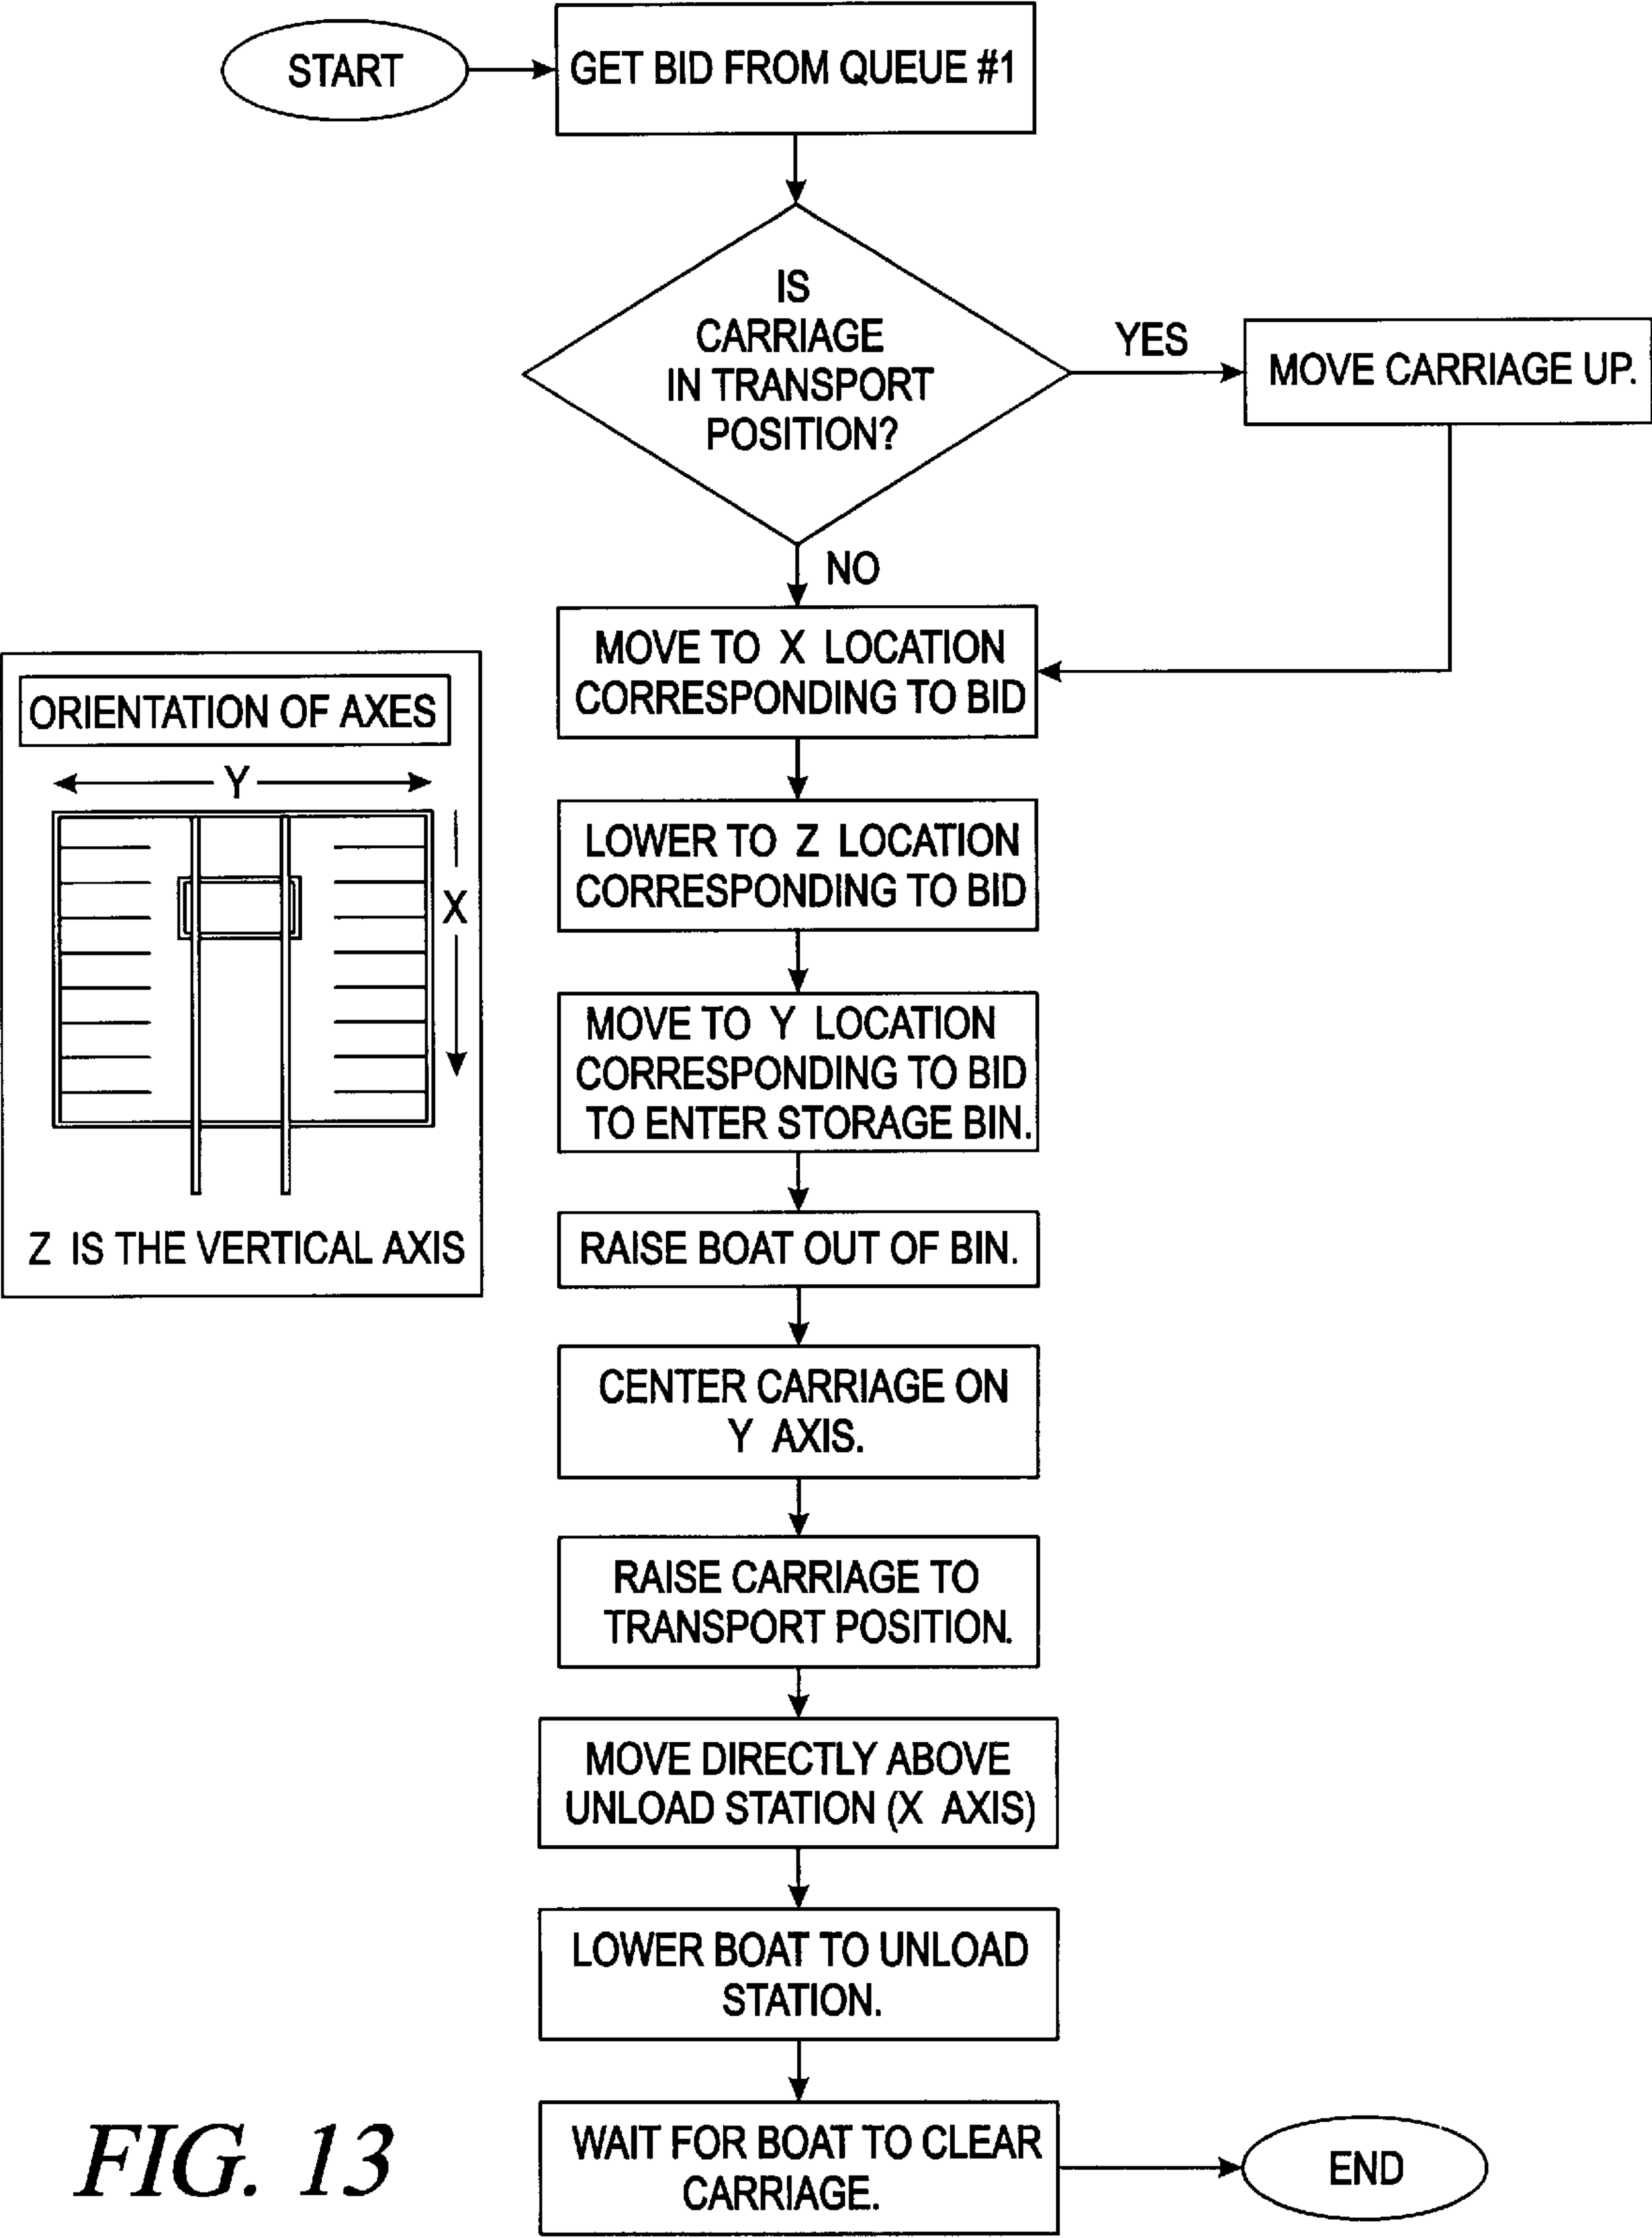 START
GET BID FROM QUEUE #1
IS
CARRIAGE
IN TRANSPORT
POSITION?
YES
MOVE CARRIAGE UP.
NO
MOVE TO X LOCATION
CORRESPONDING TO BID
LOWER TO Z LOCATION
CORRESPONDING TO BID
MOVE TO Y LOCATION
CORRESPONDING TO BID
TO ENTER STORAGE BIN.
RAISE BOAT OUT OF BIN.
CENTER CARRIAGE ON
Y AXIS.
RAISE CARRIAGE TO
TRANSPORT POSITION.
MOVE DIRECTLY ABOVE
UNLOAD STATION (X AXIS)
LOWER BOAT TO UNLOAD
STATION.
WAIT FOR BOAT TO CLEAR
CARRIAGE.
END
ORIENTATION OF AXES
Y
X
Z IS THE VERTICAL AXIS
FIG. 13